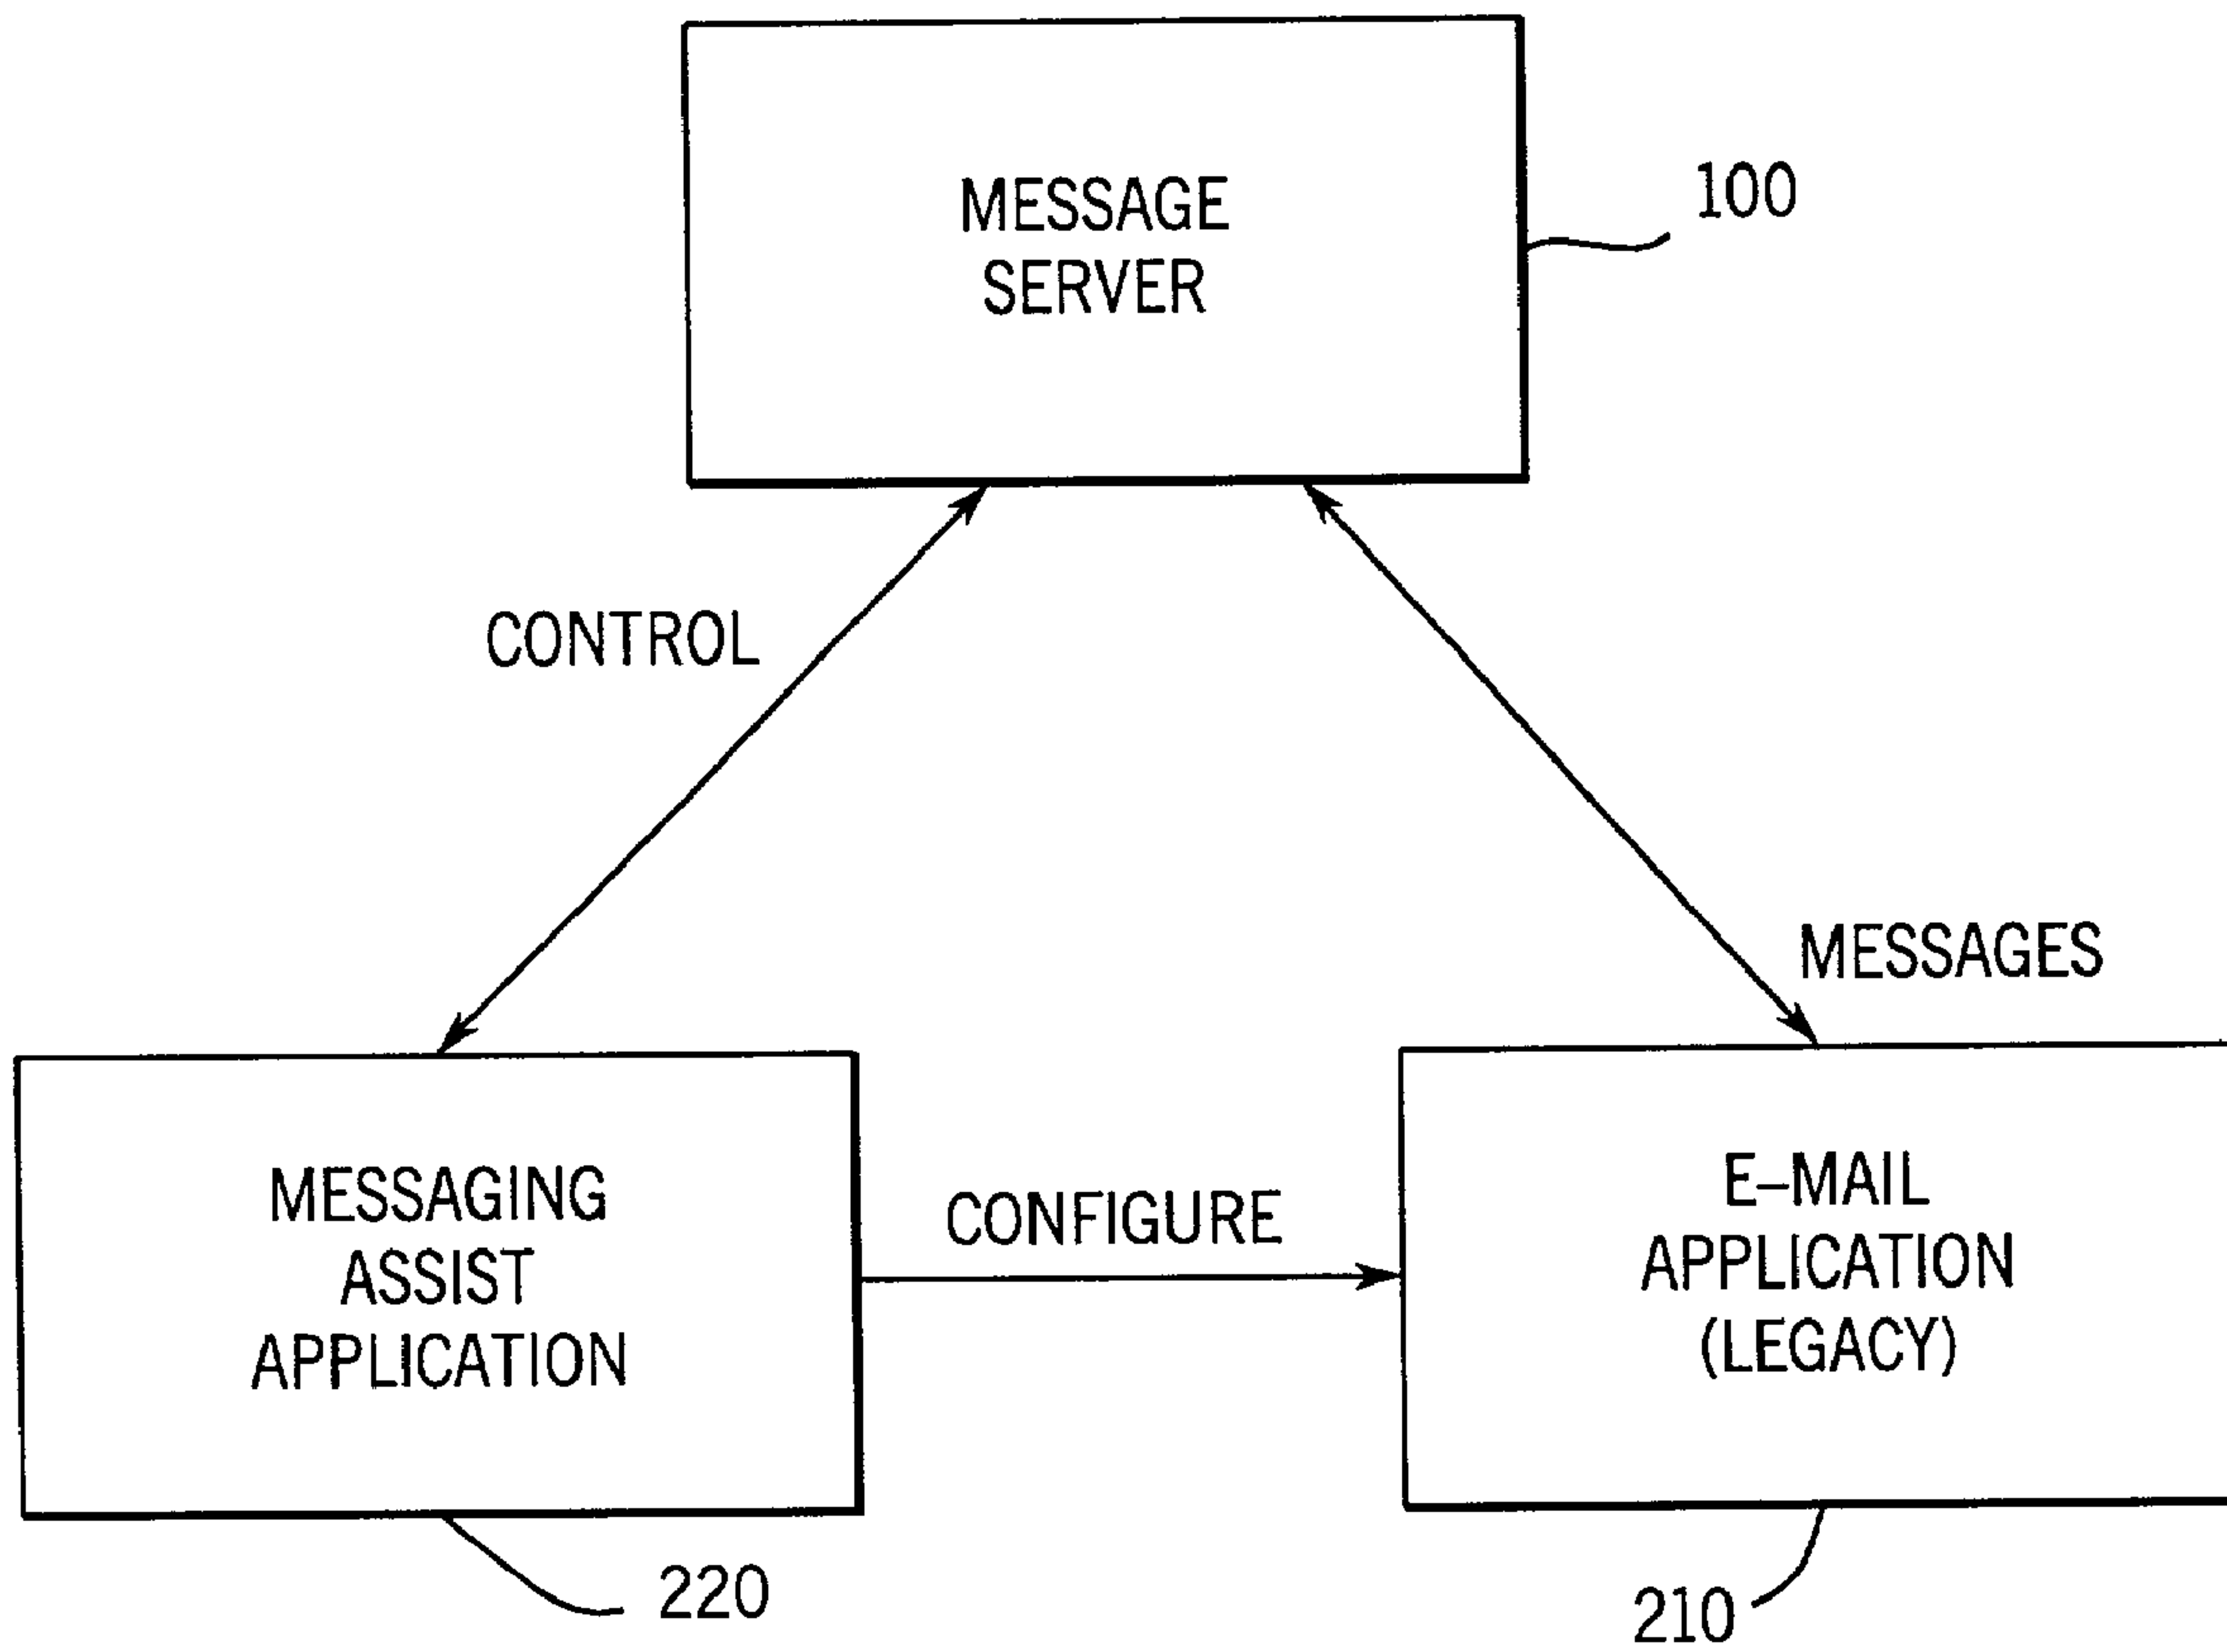 MESSAGE
SERVER
100
CONTROL
MESSAGES
MESSAGING
ASSIST
APPLICATION
CONFIGURE
E–MAIL
APPLICATION
(LEGACY)
220
210